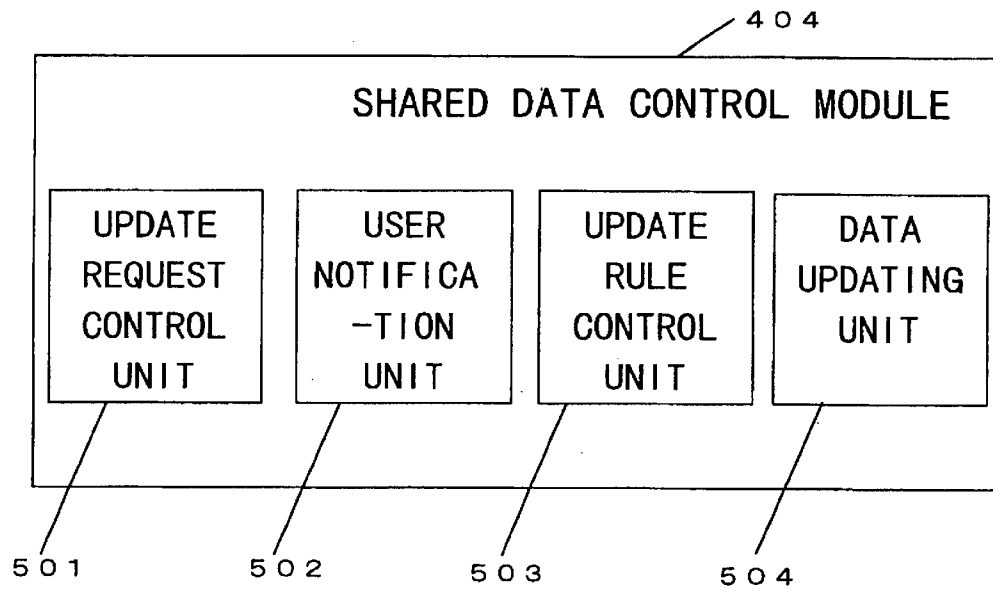 404
SHARED DATA CONTROL MODULE
UPDATE
REQUEST
CONTROL
UNIT
USER
NOTIFICA
-TION
UNIT
UPDATE
RULE
CONTROL
UNIT
DATA
UPDATING
UNIT
501
502
503
504